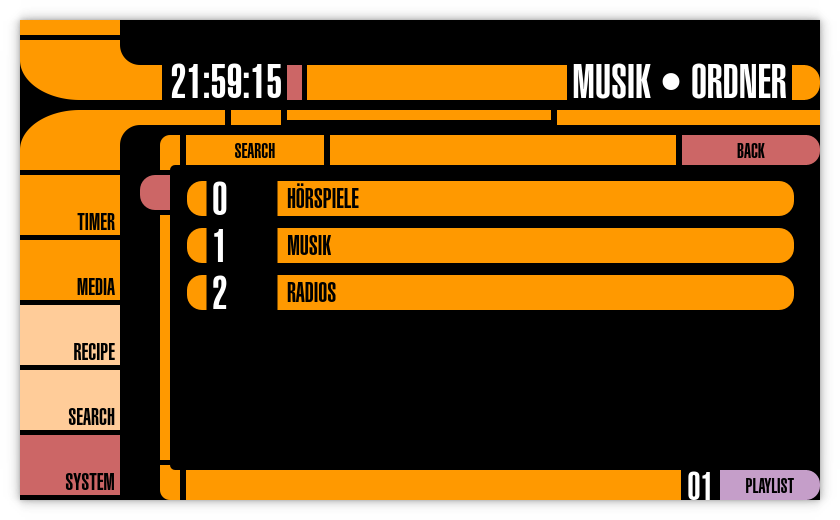 21:59:15 MUSIK • ORDNER
SEARCH BACK
0 HÖRSPIELE
1 MUSIK
2 RADIOS
TIMER
MEDIA
RECIPE
SEARCH
SYSTEM
01 PLAYLIST